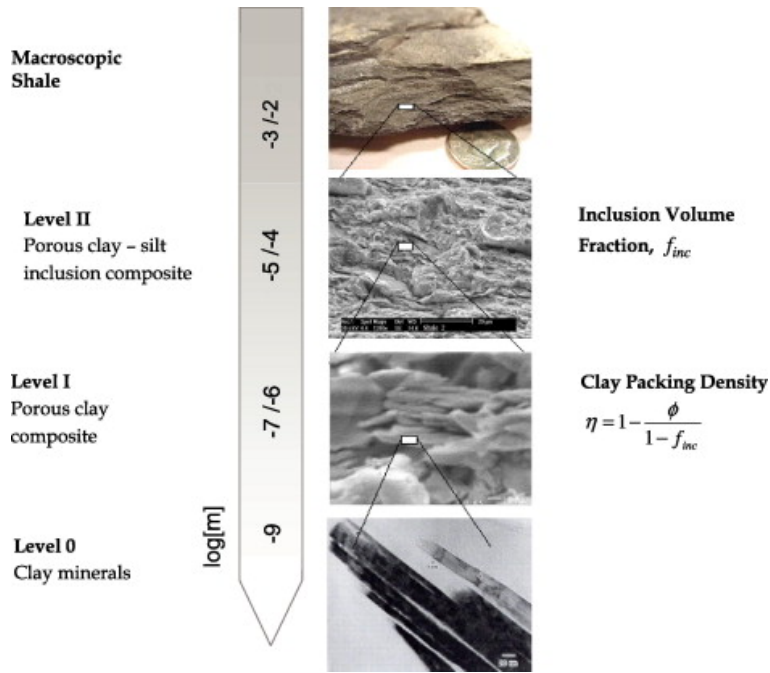 Macroscopic
Shale
-3 /-2
Level II
Porous clay – silt
inclusion composite
-5 /-4
Inclusion Volume
Fraction, f_inc
Level I
Porous clay
composite
-7 /-6
Clay Packing Density
η = 1 - ϕ / (1 - f_inc)
log[m]
-9
Level 0
Clay minerals